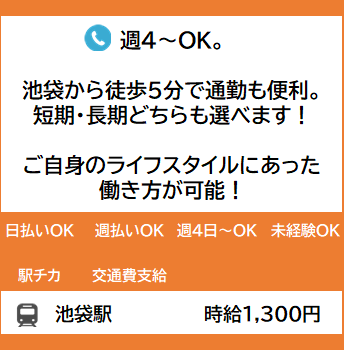 週4～OK。
池袋から徒歩5分で通勤も便利。
短期・長期どちらも選べます！
ご自身のライフスタイルにあった
働き方が可能！
日払いOK 週払いOK 週4日～OK 未経験OK
駅チカ 交通費支給
池袋駅 時給1,300円